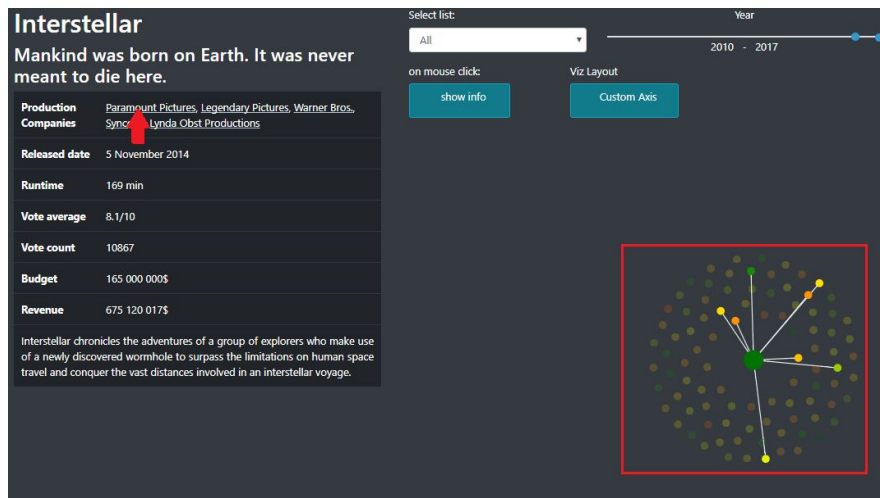 Interstellar
Mankind was born on Earth. It was never
meant to die here.
Production Companies
Paramount Pictures, Legendary Pictures, Warner Bros.,
Lynda Obst Productions
Released date 5 November 2014
Runtime 169 min
Vote average 8.1/10
Vote count 10867
Budget 165 000 000$
Revenue 675 120 017$
Interstellar chronicles the adventures of a group of explorers who make use
of a newly discovered wormhole to surpass the limitations on human space
travel and conquer the vast distances involved in an interstellar voyage.
Select list:
All
Year
2010 - 2017
on mouse click:
show info
Viz Layout
Custom Axis